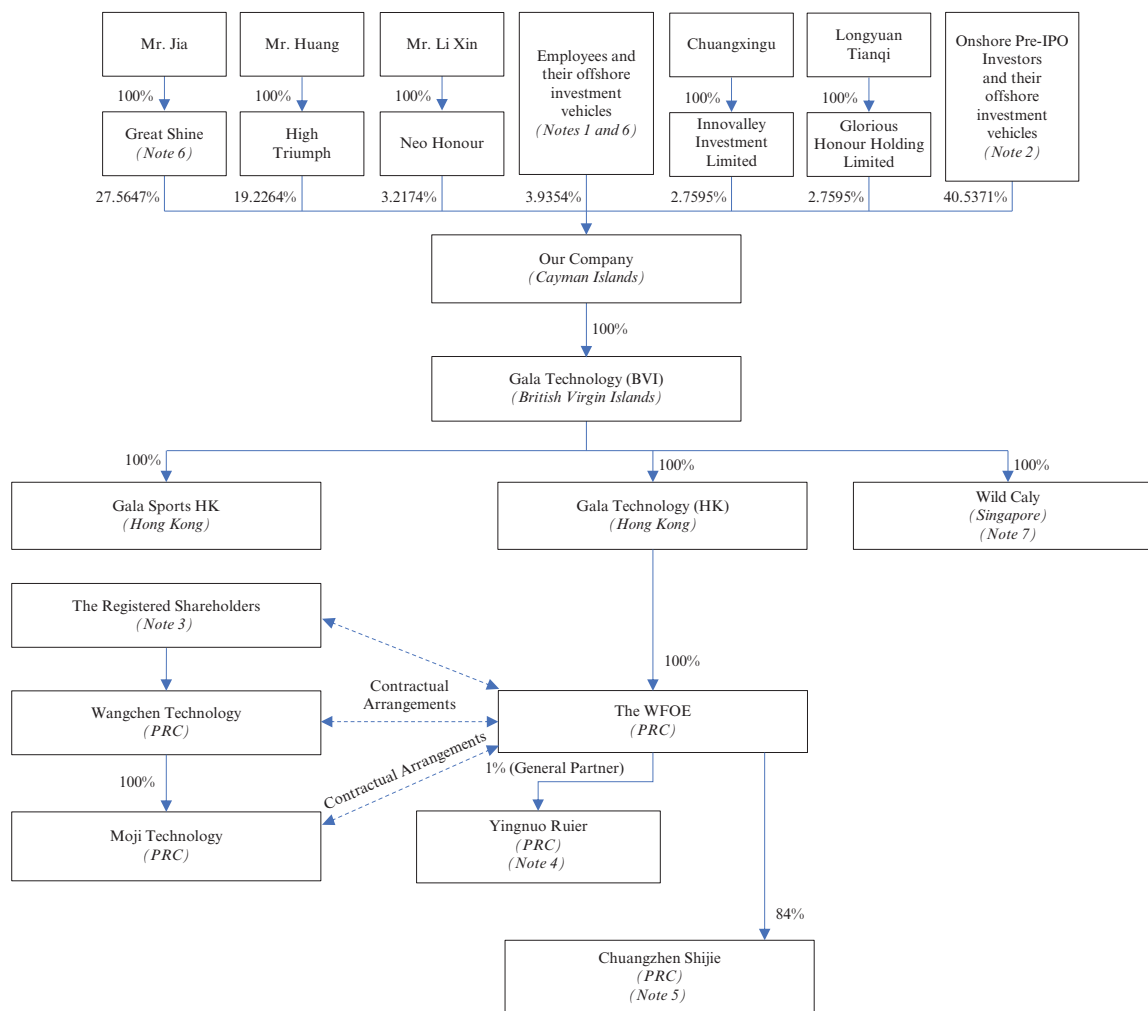 Mr. Jia
Mr. Huang
Mr. Li Xin
Employees and
their offshore
investment
vehicles
(Notes 1 and 6)
Chuangxingu
Longyuan
Tianqi
Onshore Pre-IPO
Investors
and their
offshore
investment
vehicles
(Note 2)
100%
100%
100%
100%
100%
Great Shine
(Note 6)
High
Triumph
Neo Honour
Innovalley
Investment
Limited
Glorious
Honour Holding
Limited
27.5647%
19.2264%
3.2174%
3.9354%
2.7595%
2.7595%
40.5371%
Our Company
(Cayman Islands)
100%
Gala Technology (BVI)
(British Virgin Islands)
100%
100%
100%
Gala Sports HK
(Hong Kong)
Gala Technology (HK)
(Hong Kong)
Wild Caly
(Singapore)
(Note 7)
The Registered Shareholders
(Note 3)
100%
Contractual
Arrangements
Wangchen Technology
(PRC)
The WFOE
(PRC)
100%
Contractual Arrangements
1% (General Partner)
Moji Technology
(PRC)
Yingnuo Ruier
(PRC)
(Note 4)
84%
Chuangzhen Shijie
(PRC)
(Note 5)